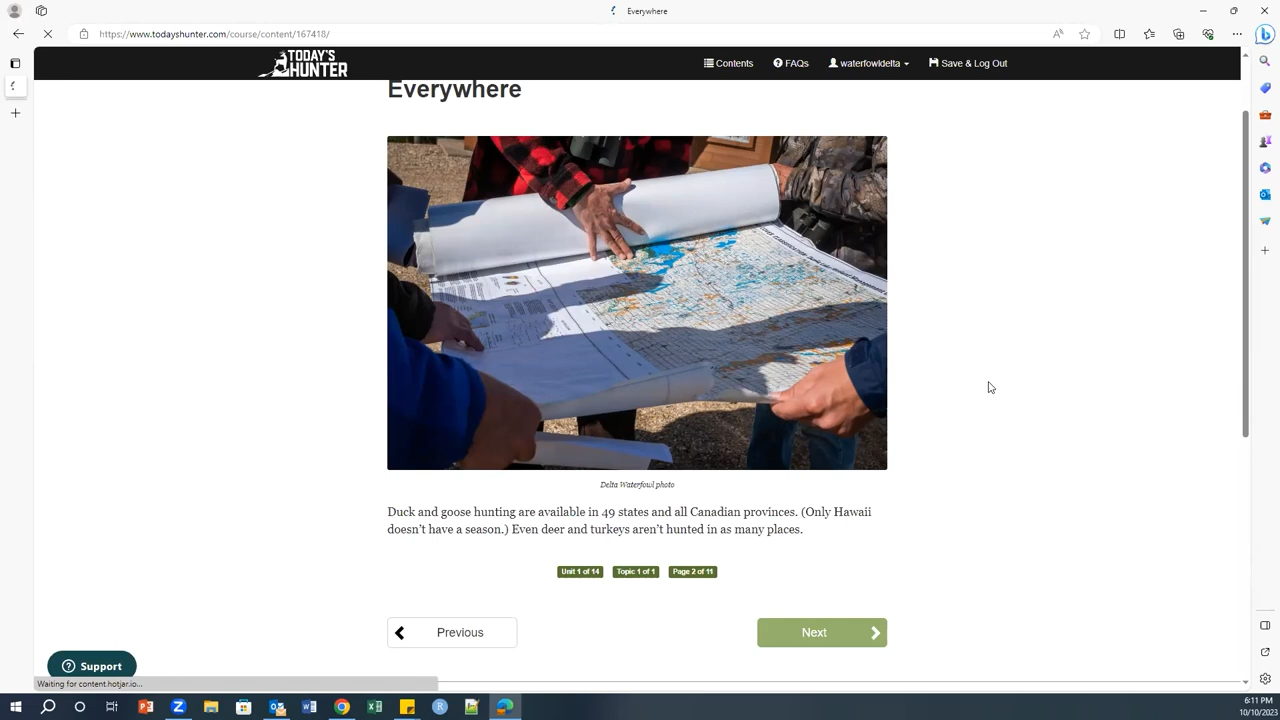 Everywhere
https://www.todayshunter.com/course/content/167418/
TODAY'S
HUNTER
Contents
FAQs
waterfowldelta
Save & Log Out
Everywhere
Delta Waterfowl photo
Duck and goose hunting are available in 49 states and all Canadian provinces. (Only Hawaii
doesn't have a season.) Even deer and turkeys aren't hunted in as many places.
Unit 1 of 14
Topic 1 of 1
Page 2 of 11
Previous
Next
Support
Waiting for content.hotjar.io...
6:11 PM
10/10/2023